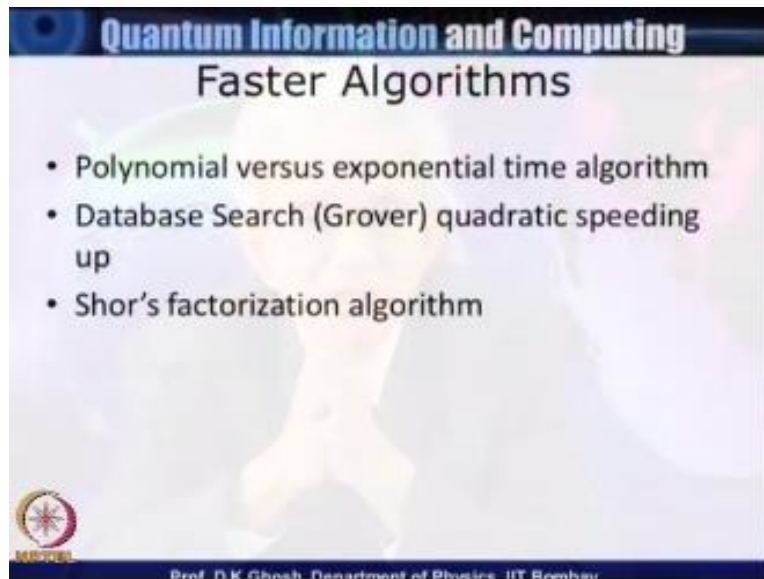 Quantum Information and Computing
Faster Algorithms
• Polynomial versus exponential time algorithm
• Database Search (Grover) quadratic speeding
up
• Shor's factorization algorithm
NPTEL
Prof. D.K.Ghosh, Department of Physics, IIT Bombay